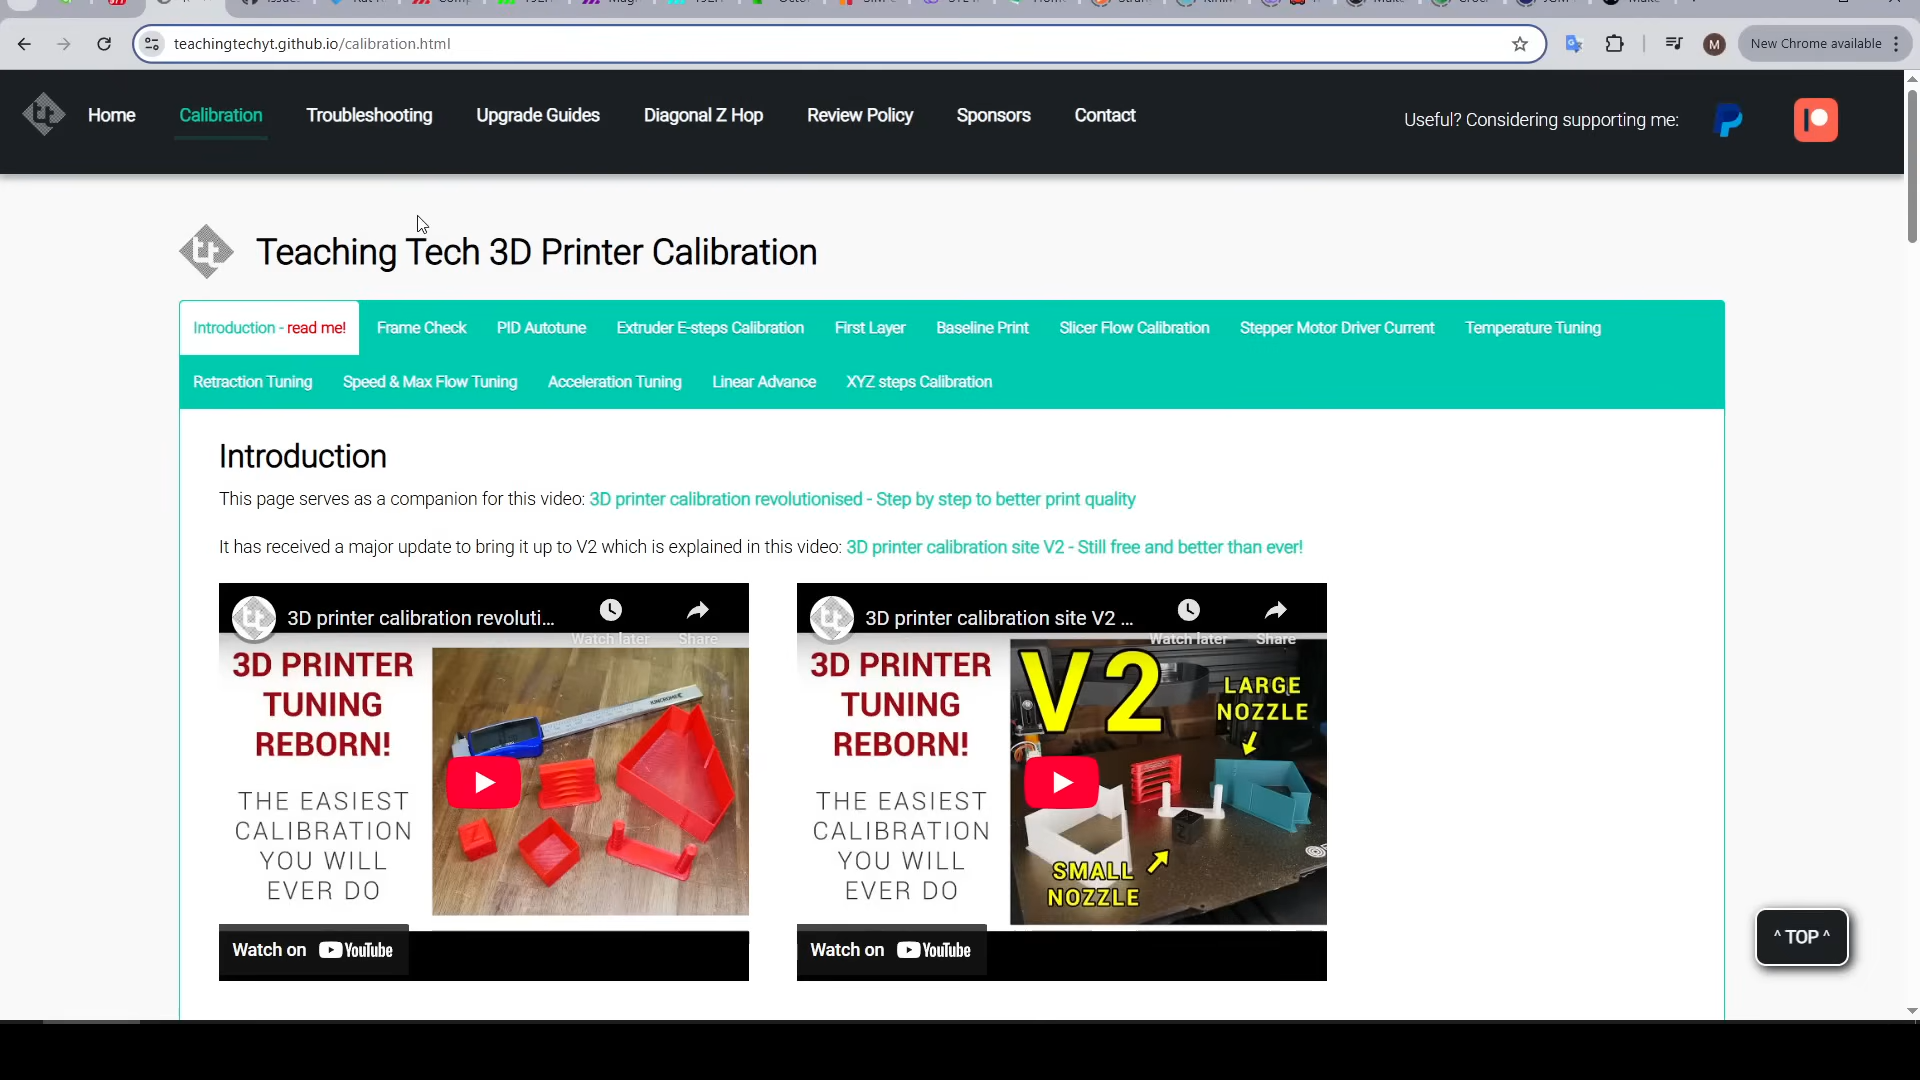 teachingtechyt.github.io/calibration.html
M
New Chrome available
Home
Calibration
Troubleshooting
Upgrade Guides
Diagonal Z Hop
Review Policy
Sponsors
Contact
Useful? Considering supporting me:
Teaching Tech 3D Printer Calibration
Introduction - read me!
Frame Check
PID Autotune
Extruder E-steps Calibration
First Layer
Baseline Print
Slicer Flow Calibration
Stepper Motor Driver Current
Temperature Tuning
Retraction Tuning
Speed & Max Flow Tuning
Acceleration Tuning
Linear Advance
XYZ steps Calibration
Introduction
This page serves as a companion for this video: 3D printer calibration revolutionised - Step by step to better print quality
It has received a major update to bring it up to V2 which is explained in this video: 3D printer calibration site V2 - Still free and better than ever!
3D printer calibration revoluti...
Watch later
Share
3D PRINTER
TUNING
REBORN!
THE EASIEST
CALIBRATION
YOU WILL
EVER DO
Watch on YouTube
3D printer calibration site V2 ...
Watch later
Share
3D PRINTER
TUNING
REBORN!
THE EASIEST
CALIBRATION
YOU WILL
EVER DO
V2
LARGE
NOZZLE
SMALL
NOZZLE
Watch on YouTube
^ TOP ^